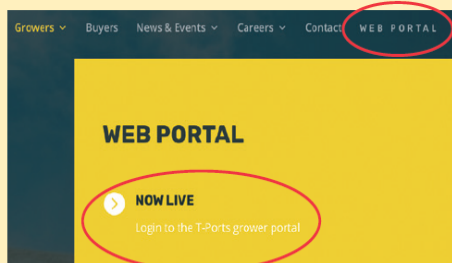 Growers Buyers News & Events Careers Contact WEB PORTAL
WEB PORTAL
NOW LIVE
Login to the T-Ports grower portal